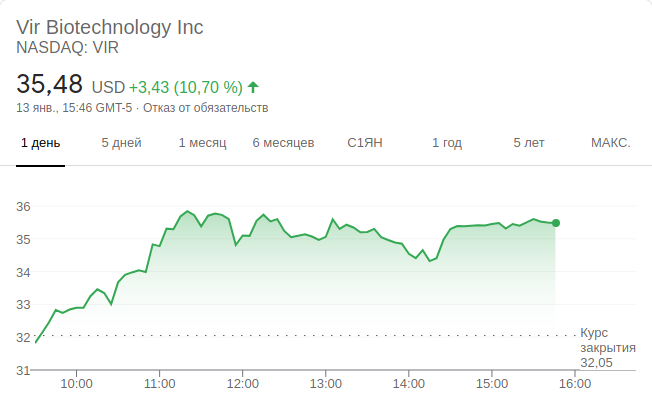 Vir Biotechnology Inc
NASDAQ: VIR
35,48 USD +3,43 (10,70 %)
13 янв., 15:46 GMT-5 · Отказ от обязательств
1 день 5 дней 1 месяц 6 месяцев С1ЯН 1 год 5 лет МАКС.
36
35
34
33
32
31
Курс
закрытия
32,05
10:00 11:00 12:00 13:00 14:00 15:00 16:00